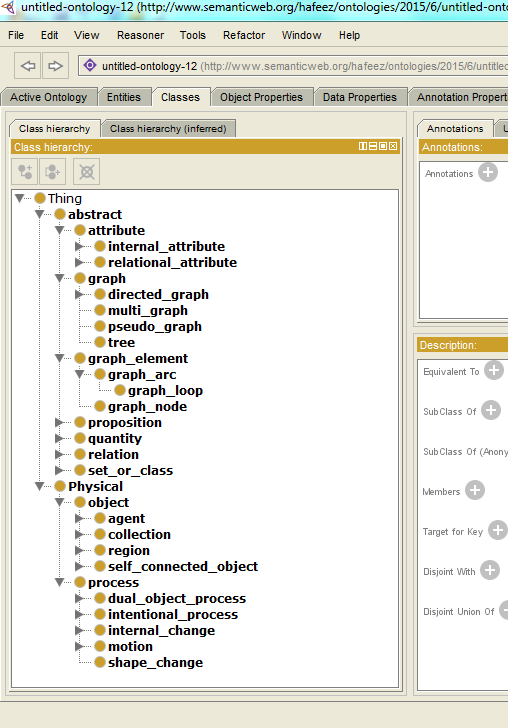 untitled-ontology-12 (http://www.semanticweb.org/hafeez/ontologies/2015/6/untitled-onto
File Edit View Reasoner Tools Refactor Window Help
untitled-ontology-12 (http://www.semanticweb.org/hafeez/ontologies/2015/6/untitled
Active Ontology Entities Classes Object Properties Data Properties Annotation Propert
Class hierarchy Class hierarchy (inferred)
Class hierarchy:
Thing
abstract
attribute
internal_attribute
relational_attribute
graph
directed_graph
multi_graph
pseudo_graph
tree
graph_element
graph_arc
graph_loop
graph_node
proposition
quantity
relation
set_or_class
Physical
object
agent
collection
region
self_connected_object
process
dual_object_process
intentional_process
internal_change
motion
shape_change
Annotations U
Annotations:
Annotations
Description:
Equivalent To
SubClass Of
SubClass Of (Anony
Members
Target for Key
Disjoint With
Disjoint Union Of